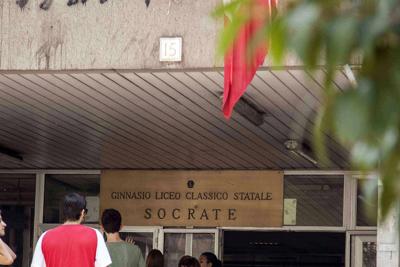 15
GINNASIO LICEO CLASSICO STATALE
SOCRATE